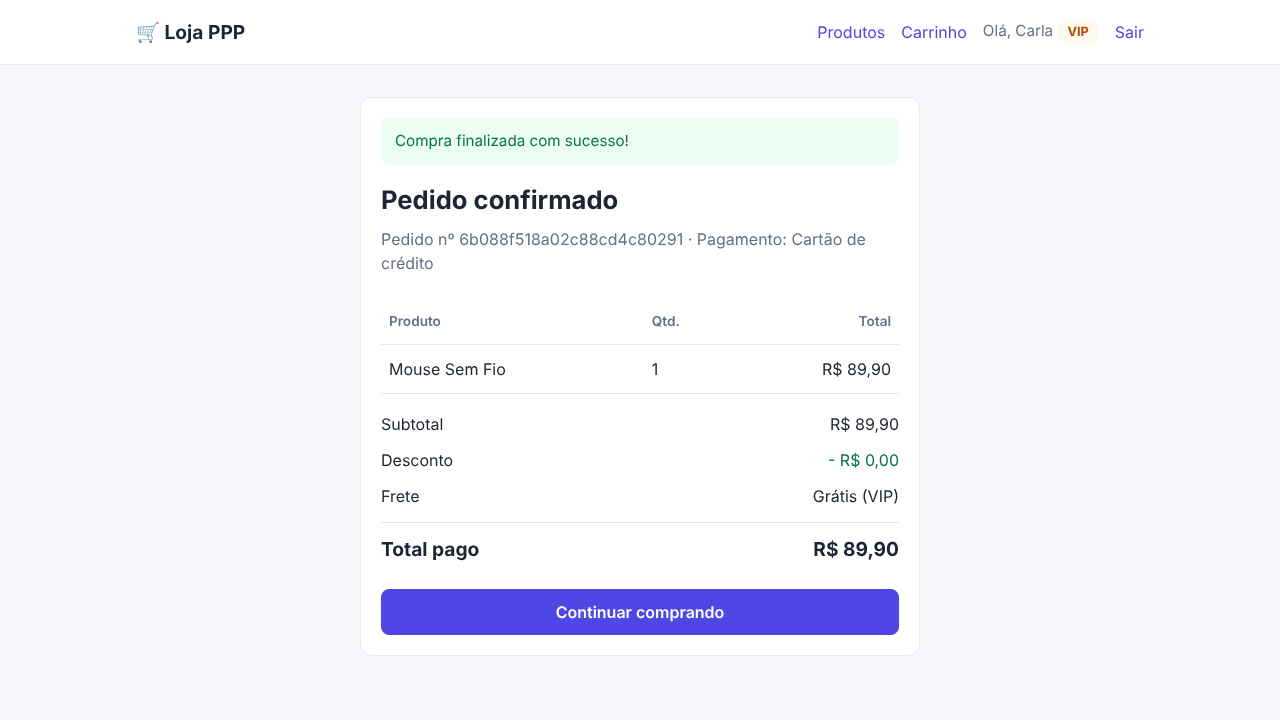 🛒 Loja PPP
Produtos Carrinho Olá, Carla VIP Sair
Compra finalizada com sucesso!
Pedido confirmado
Pedido nº 6b088f518a02c88cd4c80291 · Pagamento: Cartão de
crédito
Produto Qtd. Total
Mouse Sem Fio 1 R$ 89,90
Subtotal R$ 89,90
Desconto - R$ 0,00
Frete Grátis (VIP)
Total pago R$ 89,90
Continuar comprando